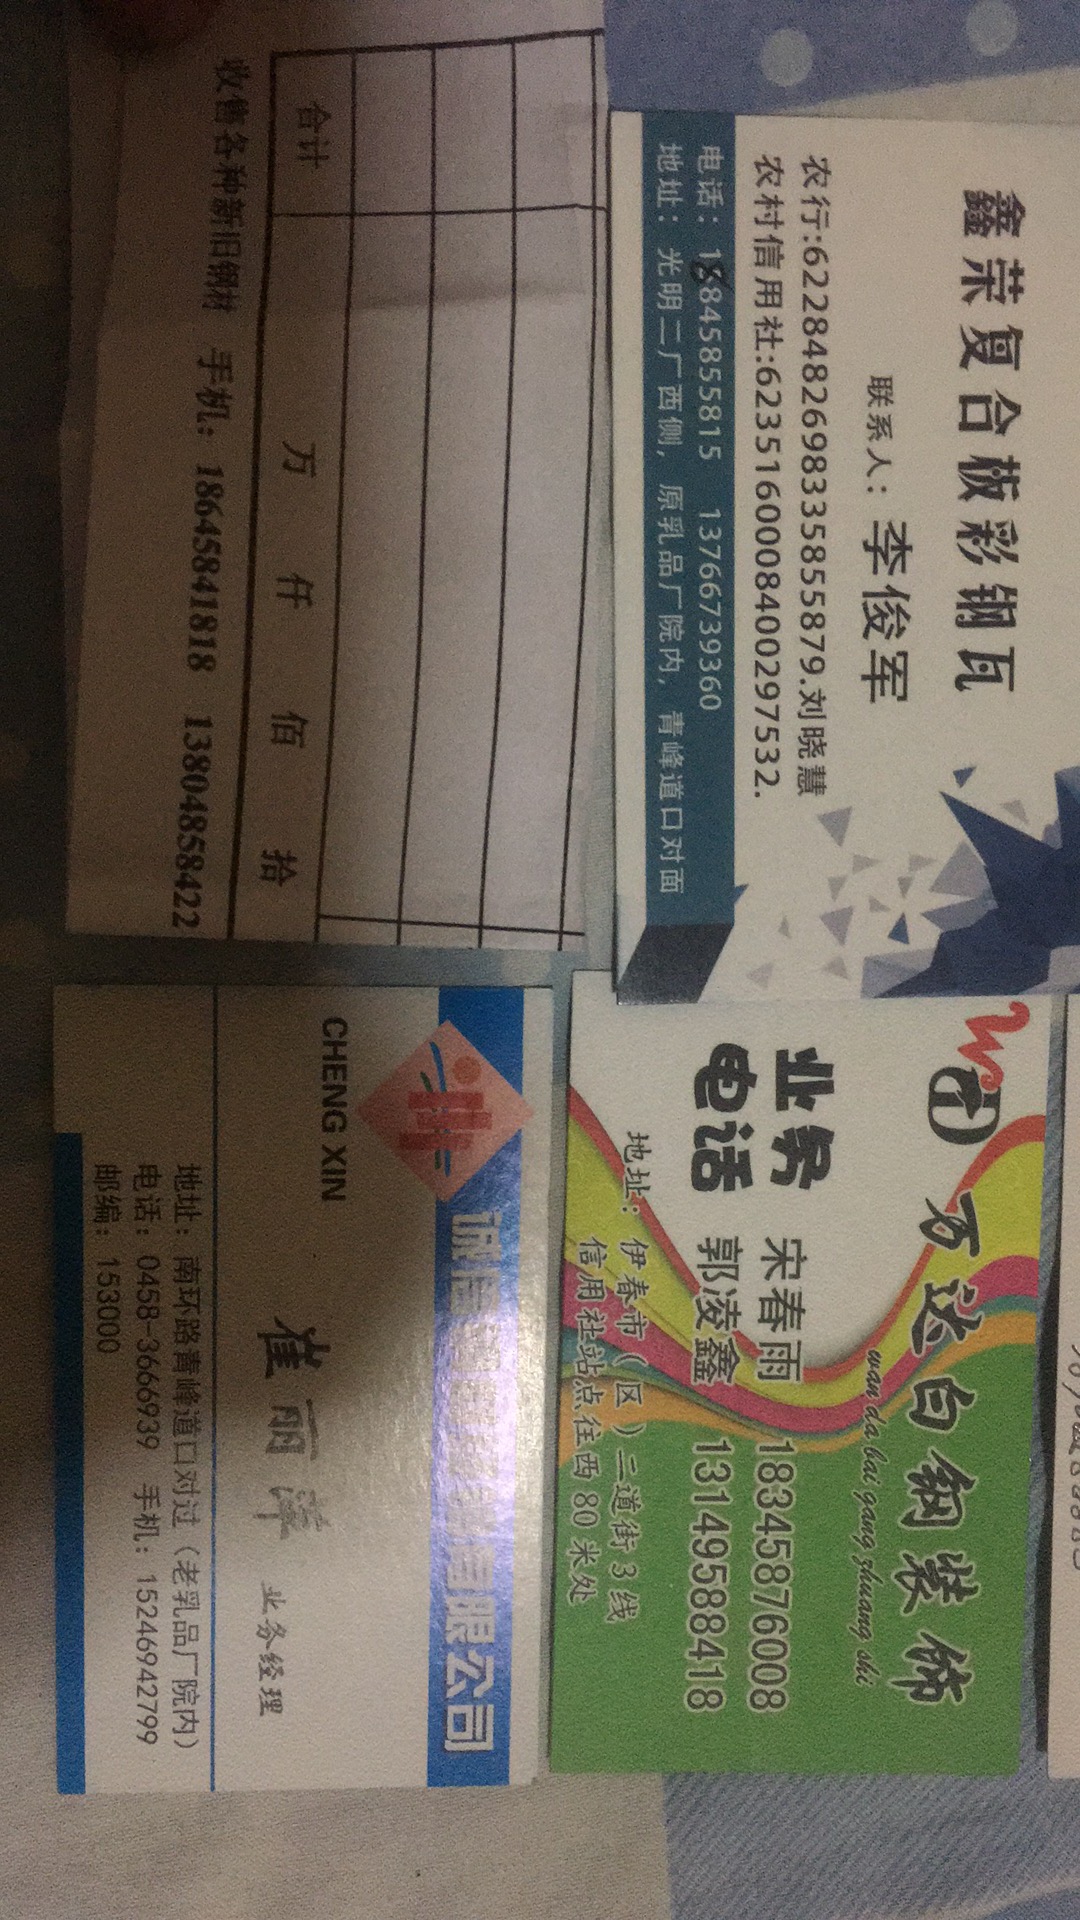 合计
万 仟 佰 拾
收售各种新旧钢材 手机：18645841818 13804858422
鑫荣复合板彩钢瓦
联系人：李俊军
农行:6228482698335855879.刘晓慧
农村信用社:6235160008400297532.
电话：18845855815 13766739360
地址：光明二厂西侧，原乳品厂院内，青峰道口对面
CHENG XIN
限公司
崔丽萍 业务经理
地址：南环路青峰道口对过（老乳品厂院内）
电话：0458-3666939 手机：15246942799
邮编：153000
万达白钢装饰
wan da bai gang zhuang shi
业务 宋春雨 18345876008
电话 郭凌鑫 13149588418
地址：伊春市（区）二道街3线
信用社站点往西80米处